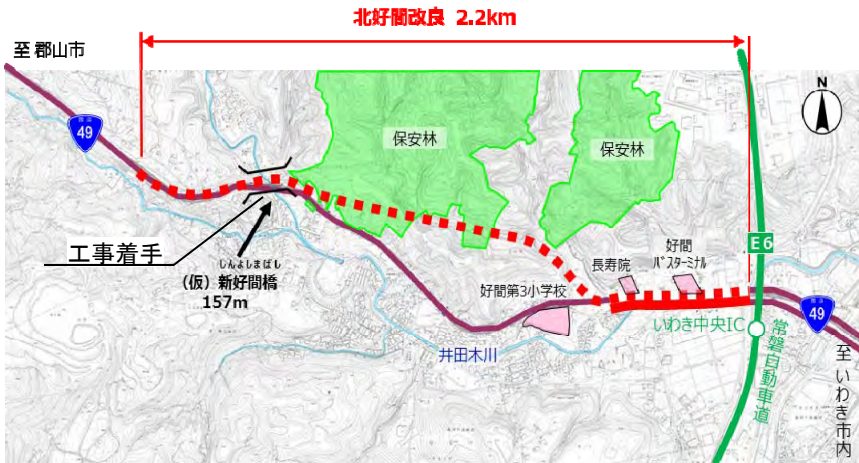 北好間改良 2.2km
至 郡山市
国道
49
保安林
保安林
N
工事着手
しんよしまばし
(仮) 新好間橋
157m
E6
好間
バスターミナル
長寿院
好間第3小学校
いわき中央IC
国道
49
井田木川
常磐自動車道
至 いわき市内